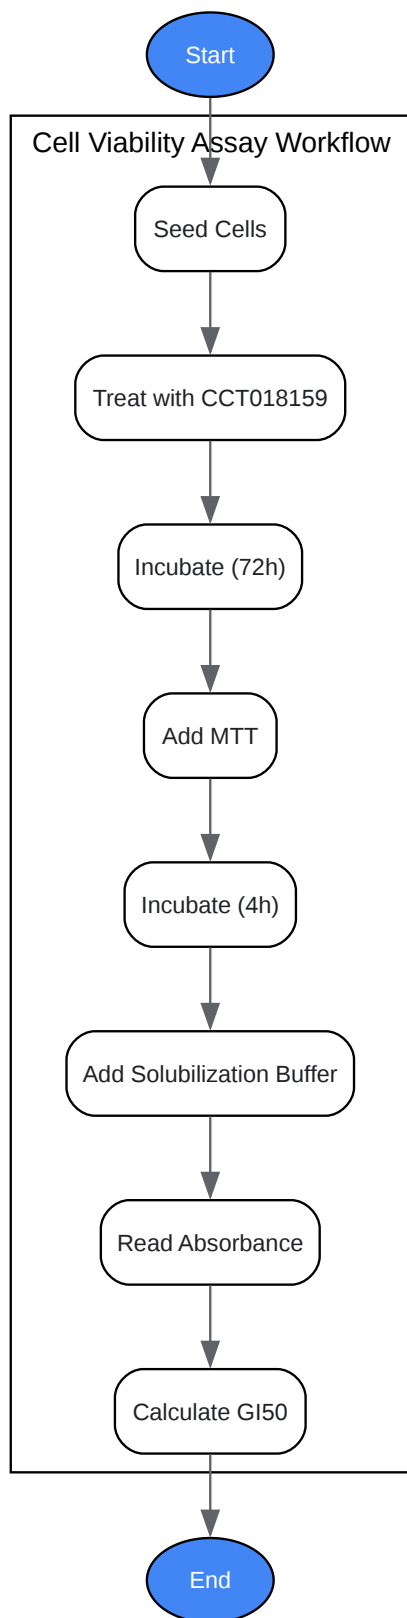 Start
Cell Viability Assay Workflow
Seed Cells
Treat with CCT018159
Incubate (72h)
Add MTT
Incubate (4h)
Add Solubilization Buffer
Read Absorbance
Calculate GI50
End